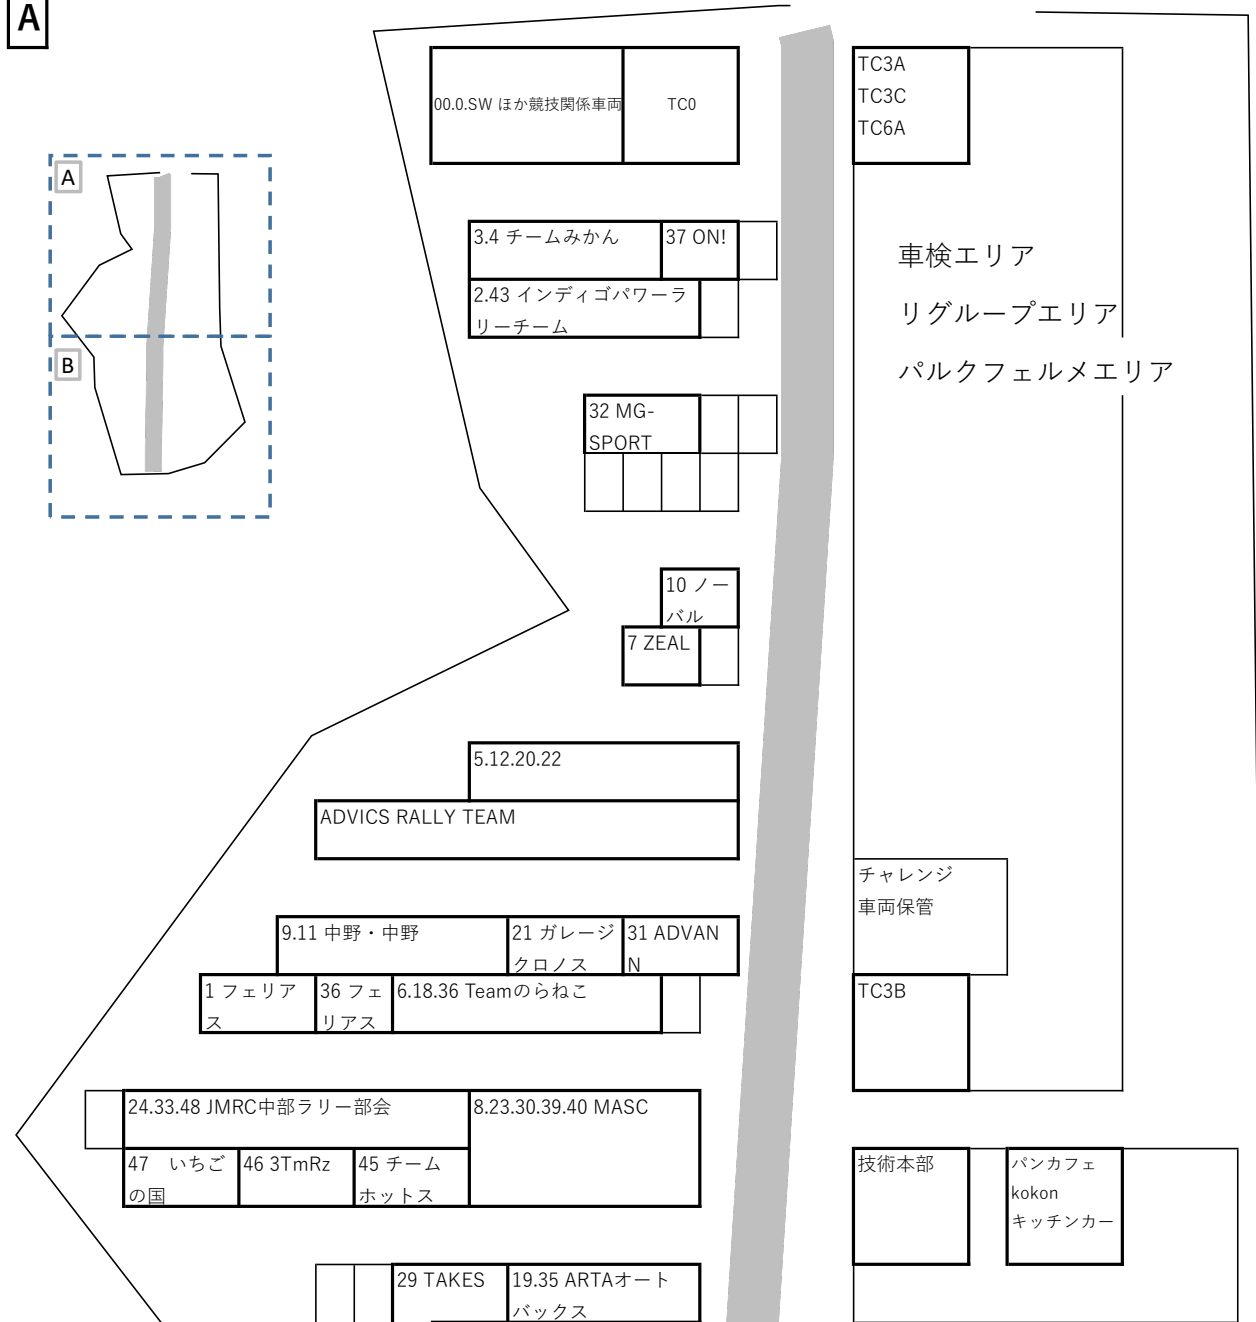 A
00.0.SW ほか競技関係車両
TC0
TC3A
TC3C
TC6A
A
B
3.4 チームみかん
37 ON!
2.43 インディゴパワーラ
リーチーム
車検エリア
リグループエリア
パルクフェルメエリア
32 MG-
SPORT
10 ノー
バル
7 ZEAL
5.12.20.22
ADVICS RALLY TEAM
チャレンジ
車両保管
9.11 中野・中野
21 ガレージ
クロノス
31 ADVAN
N
1 フェリア
ス
36 フェ
リアス
6.18.36 Teamのらねこ
TC3B
24.33.48 JMRC中部ラリー部会
8.23.30.39.40 MASC
47　いちご
の国
46 3TmRz
45 チーム
ホットス
技術本部
パンカフェ
kokon
キッチンカー
29 TAKES
19.35 ARTAオート
バックス